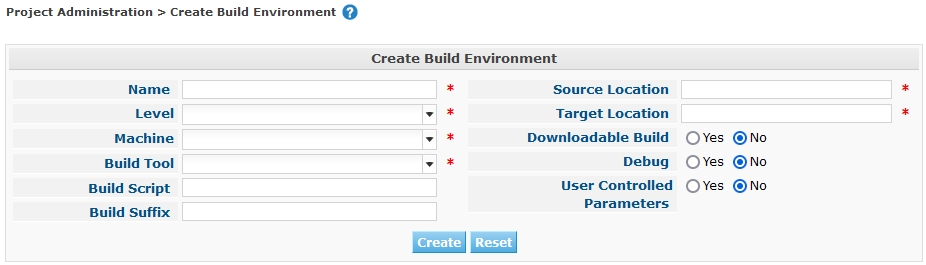 Project Administration > Create Build Environment ?
Create Build Environment
Name *
Level *
Machine *
Build Tool *
Build Script
Build Suffix
Source Location *
Target Location *
Downloadable Build Yes No
Debug Yes No
User Controlled Yes No
Parameters
Create Reset